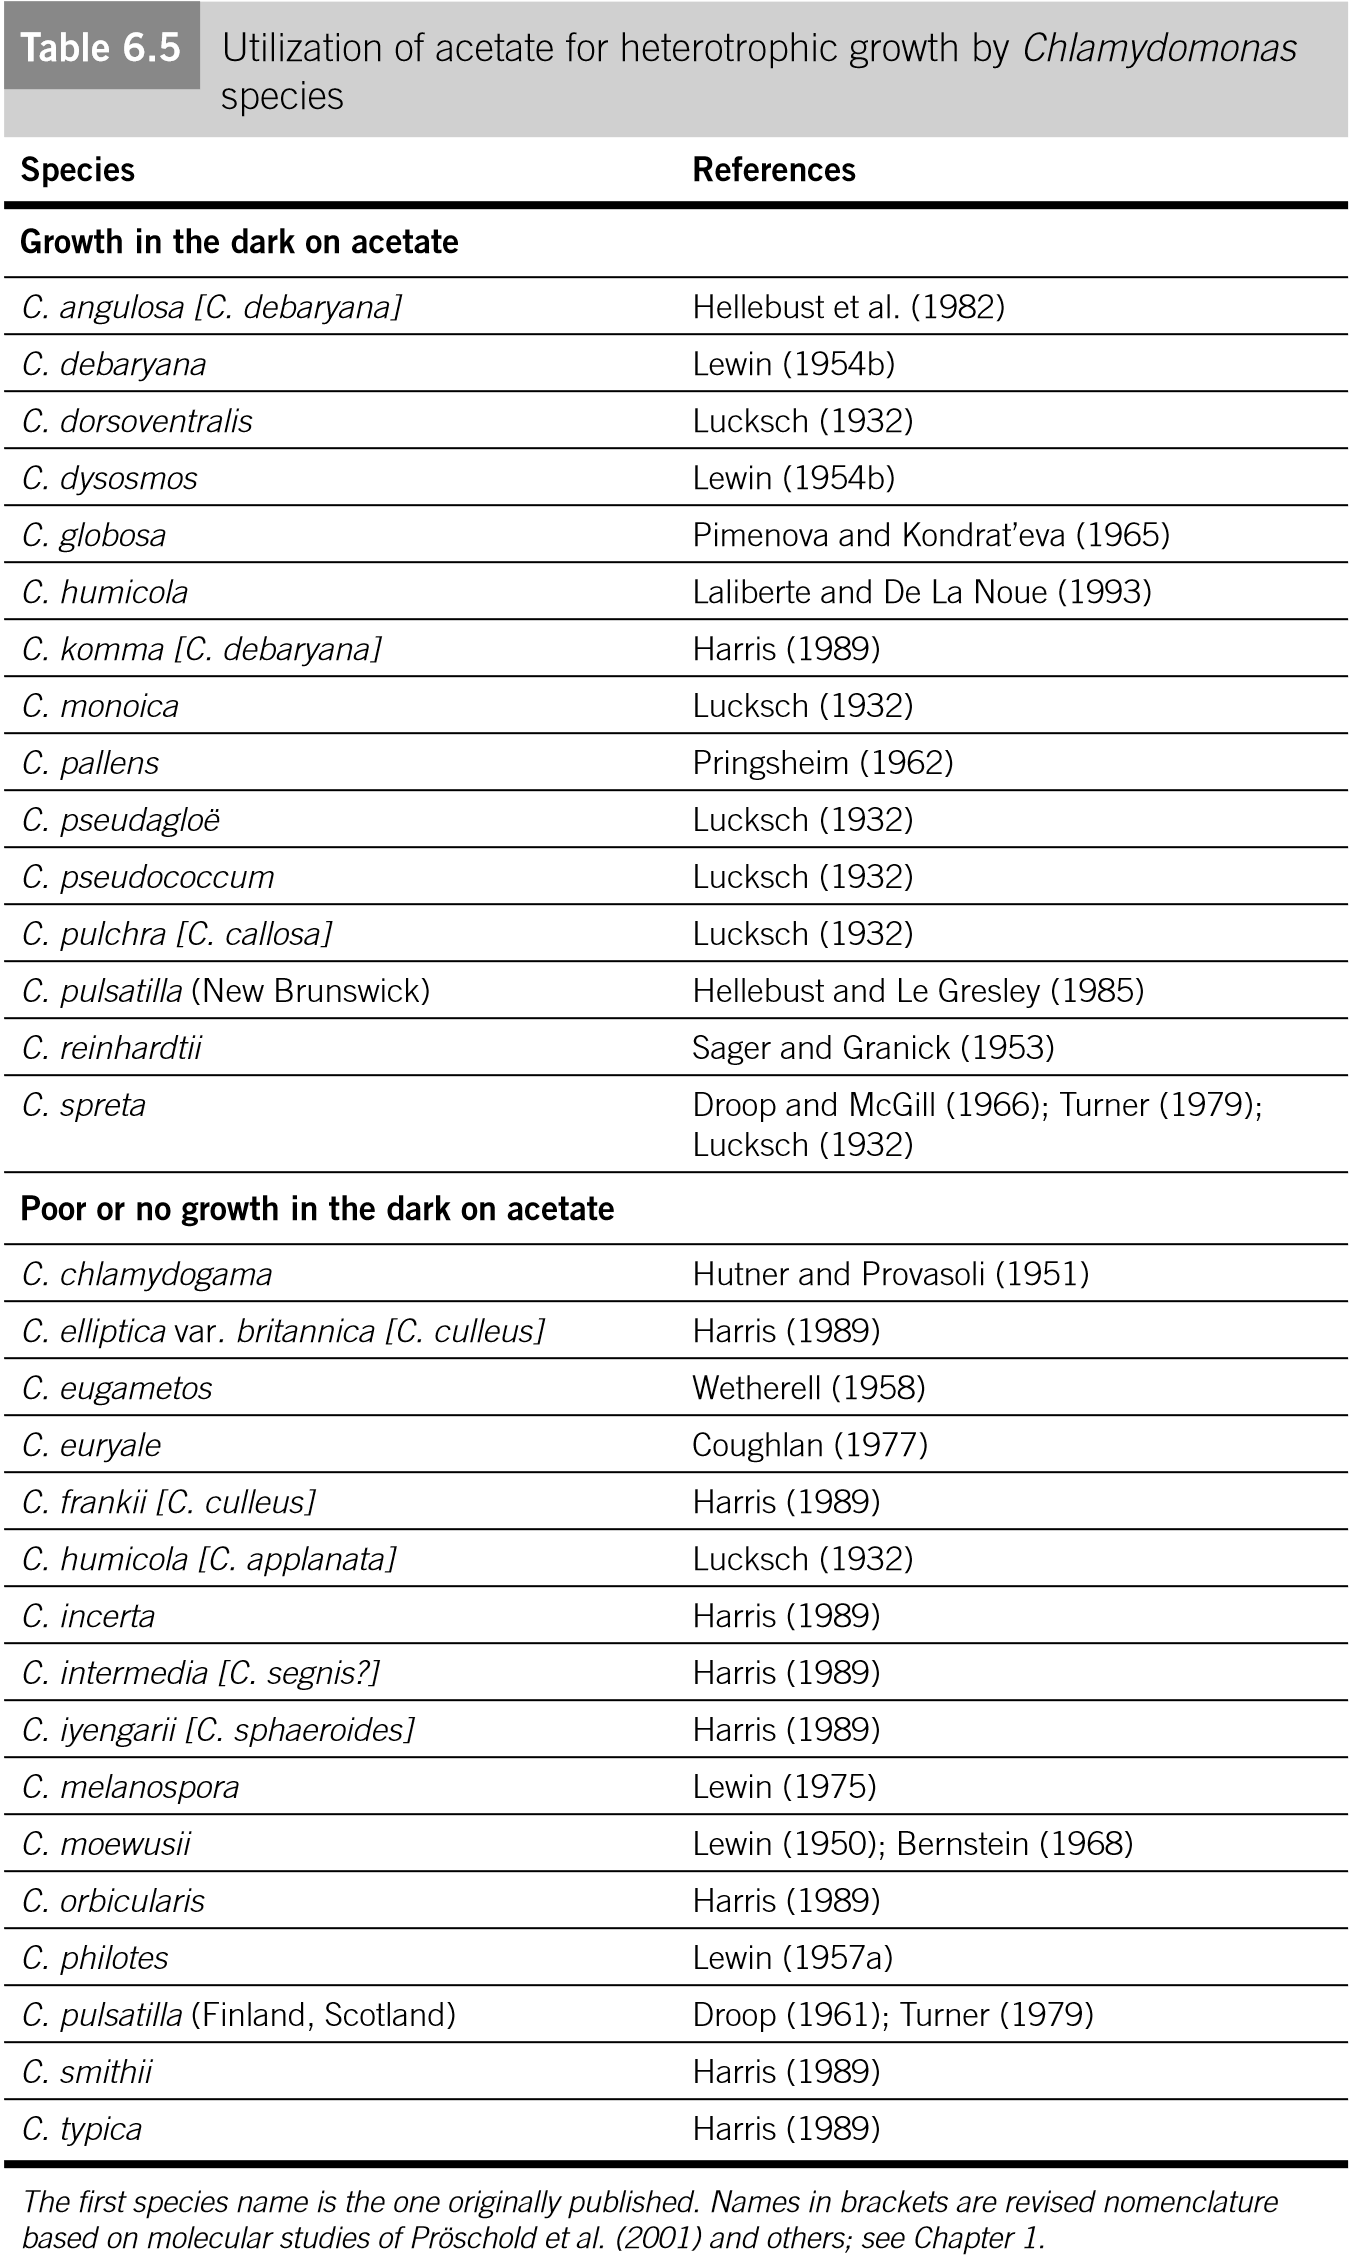 Table 6.5 Utilization of acetate for heterotrophic growth by Chlamydomonas
species
Species References
Growth in the dark on acetate
C. angulosa [C. debaryana] Hellebust et al. (1982)
C. debaryana Lewin (1954b)
C. dorsoventralis Lucksch (1932)
C. dysosmos Lewin (1954b)
C. globosa Pimenova and Kondrat’eva (1965)
C. humicola Laliberte and De La Noue (1993)
C. komma [C. debaryana] Harris (1989)
C. monoica Lucksch (1932)
C. pallens Pringsheim (1962)
C. pseudagloë Lucksch (1932)
C. pseudococcum Lucksch (1932)
C. pulchra [C. callosa] Lucksch (1932)
C. pulsatilla (New Brunswick) Hellebust and Le Gresley (1985)
C. reinhardtii Sager and Granick (1953)
C. spreta Droop and McGill (1966); Turner (1979);
Lucksch (1932)
Poor or no growth in the dark on acetate
C. chlamydogama Hutner and Provasoli (1951)
C. elliptica var. britannica [C. culleus] Harris (1989)
C. eugametos Wetherell (1958)
C. euryale Coughlan (1977)
C. frankii [C. culleus] Harris (1989)
C. humicola [C. applanata] Lucksch (1932)
C. incerta Harris (1989)
C. intermedia [C. segnis?] Harris (1989)
C. iyengarii [C. sphaeroides] Harris (1989)
C. melanospora Lewin (1975)
C. moewusii Lewin (1950); Bernstein (1968)
C. orbicularis Harris (1989)
C. philotes Lewin (1957a)
C. pulsatilla (Finland, Scotland) Droop (1961); Turner (1979)
C. smithii Harris (1989)
C. typica Harris (1989)
The first species name is the one originally published. Names in brackets are revised nomenclature
based on molecular studies of Pröschold et al. (2001) and others; see Chapter 1.